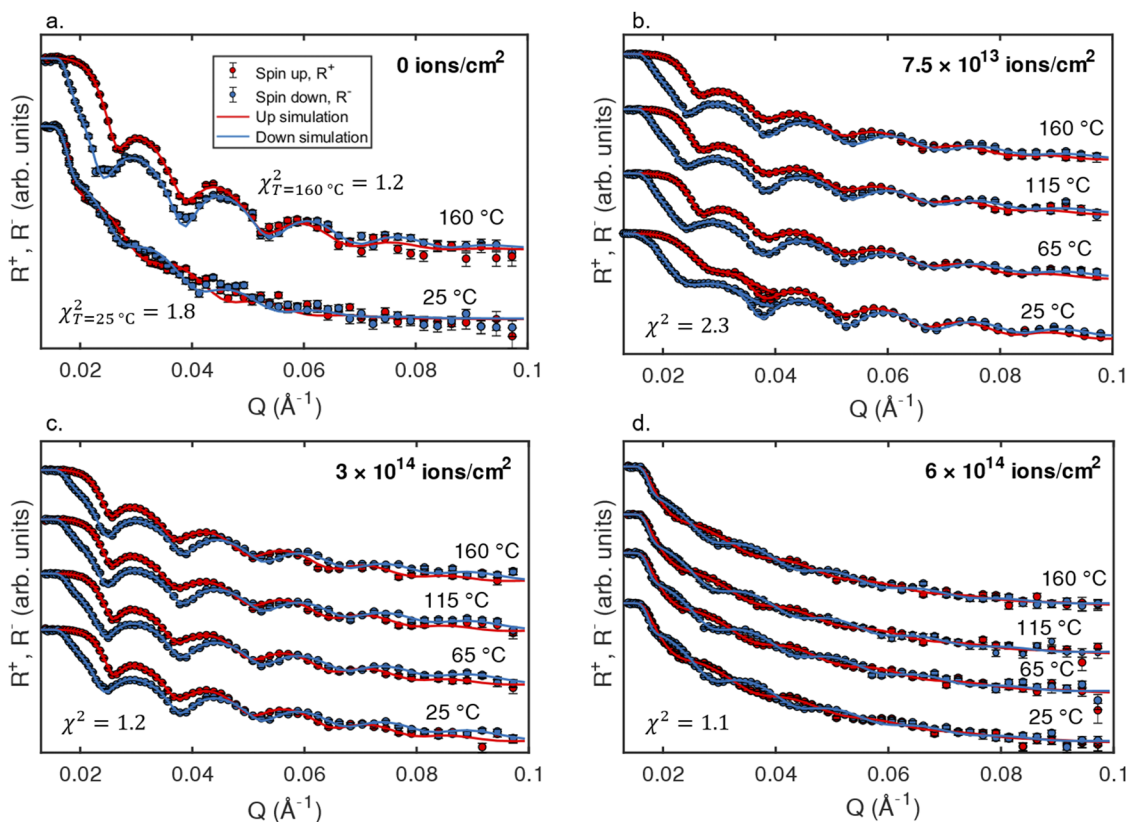 a.
0 ions/cm²
Spin up, R⁺
Spin down, R⁻
Up simulation
Down simulation
χ²_{T=160 °C} = 1.2
160 °C
25 °C
χ²_{T=25 °C} = 1.8
R⁺, R⁻ (arb. units)
0.02 0.04 0.06 0.08 0.1
Q (Å⁻¹)
b.
7.5 × 10¹³ ions/cm²
160 °C
115 °C
65 °C
25 °C
χ² = 2.3
R⁺, R⁻ (arb. units)
0.02 0.04 0.06 0.08 0.1
Q (Å⁻¹)
c.
3 × 10¹⁴ ions/cm²
160 °C
115 °C
65 °C
25 °C
χ² = 1.2
R⁺, R⁻ (arb. units)
0.02 0.04 0.06 0.08 0.1
Q (Å⁻¹)
d.
6 × 10¹⁴ ions/cm²
160 °C
115 °C
65 °C
25 °C
χ² = 1.1
R⁺, R⁻ (arb. units)
0.02 0.04 0.06 0.08 0.1
Q (Å⁻¹)